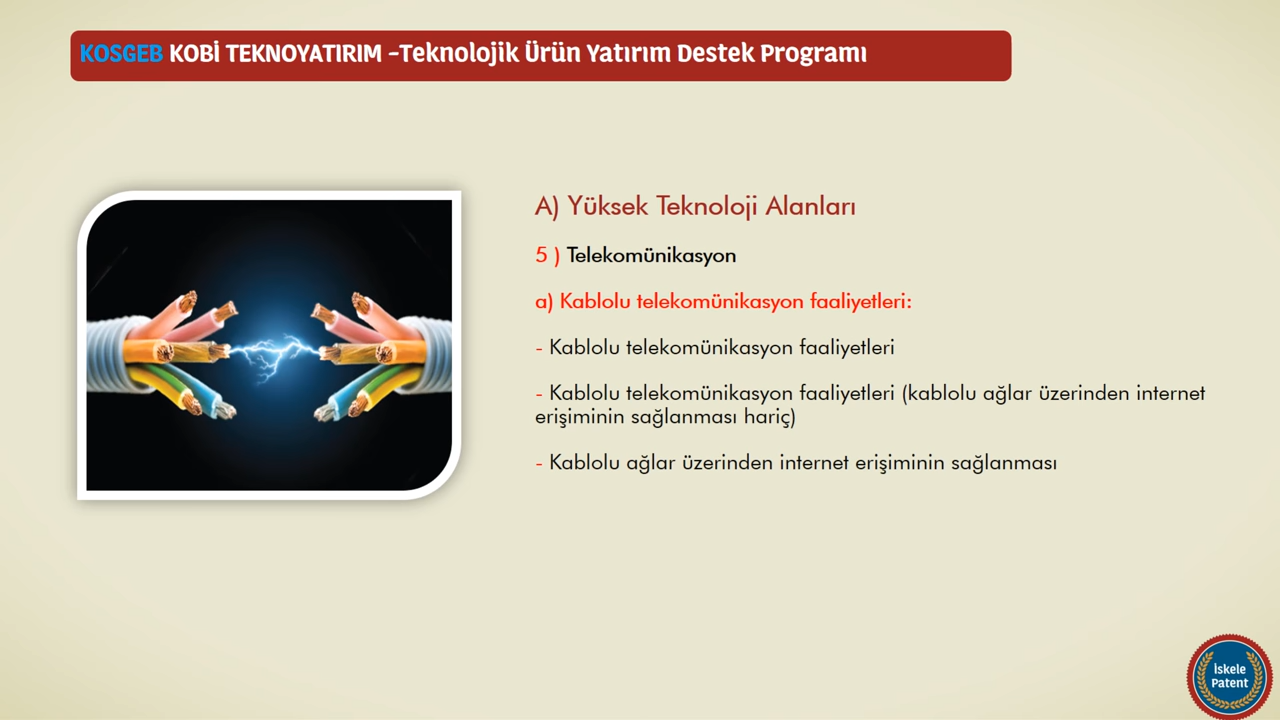 KOSGEB KOBİ TEKNOYATIRIM -Teknolojik Ürün Yatırım Destek Programı
A) Yüksek Teknoloji Alanları
5 ) Telekomünikasyon
a) Kablolu telekomünikasyon faaliyetleri:
- Kablolu telekomünikasyon faaliyetleri
- Kablolu telekomünikasyon faaliyetleri (kablolu ağlar üzerinden internet
erişiminin sağlanması hariç)
- Kablolu ağlar üzerinden internet erişiminin sağlanması
İskele
Patent